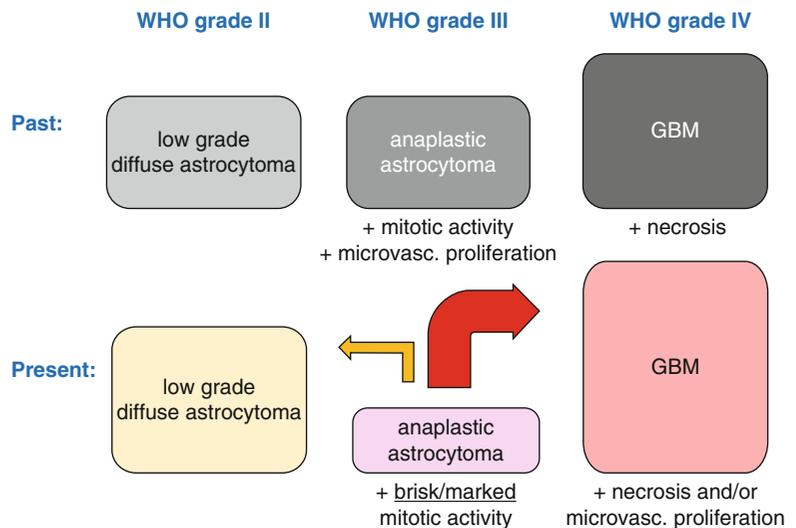 WHO grade II
WHO grade III
WHO grade IV
Past:
low grade
diffuse astrocytoma
anaplastic
astrocytoma
GBM
+ mitotic activity
+ microvasc. proliferation
+ necrosis
Present:
low grade
diffuse astrocytoma
anaplastic
astrocytoma
GBM
+ brisk/marked
mitotic activity
+ necrosis and/or
microvasc. proliferation